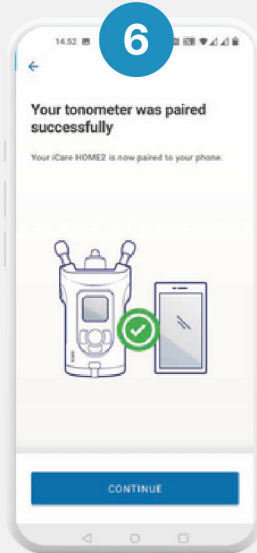 6
14.52
Your tonometer was paired
successfully
Your iCare HOME2 is now paired to your phone.
CONTINUE